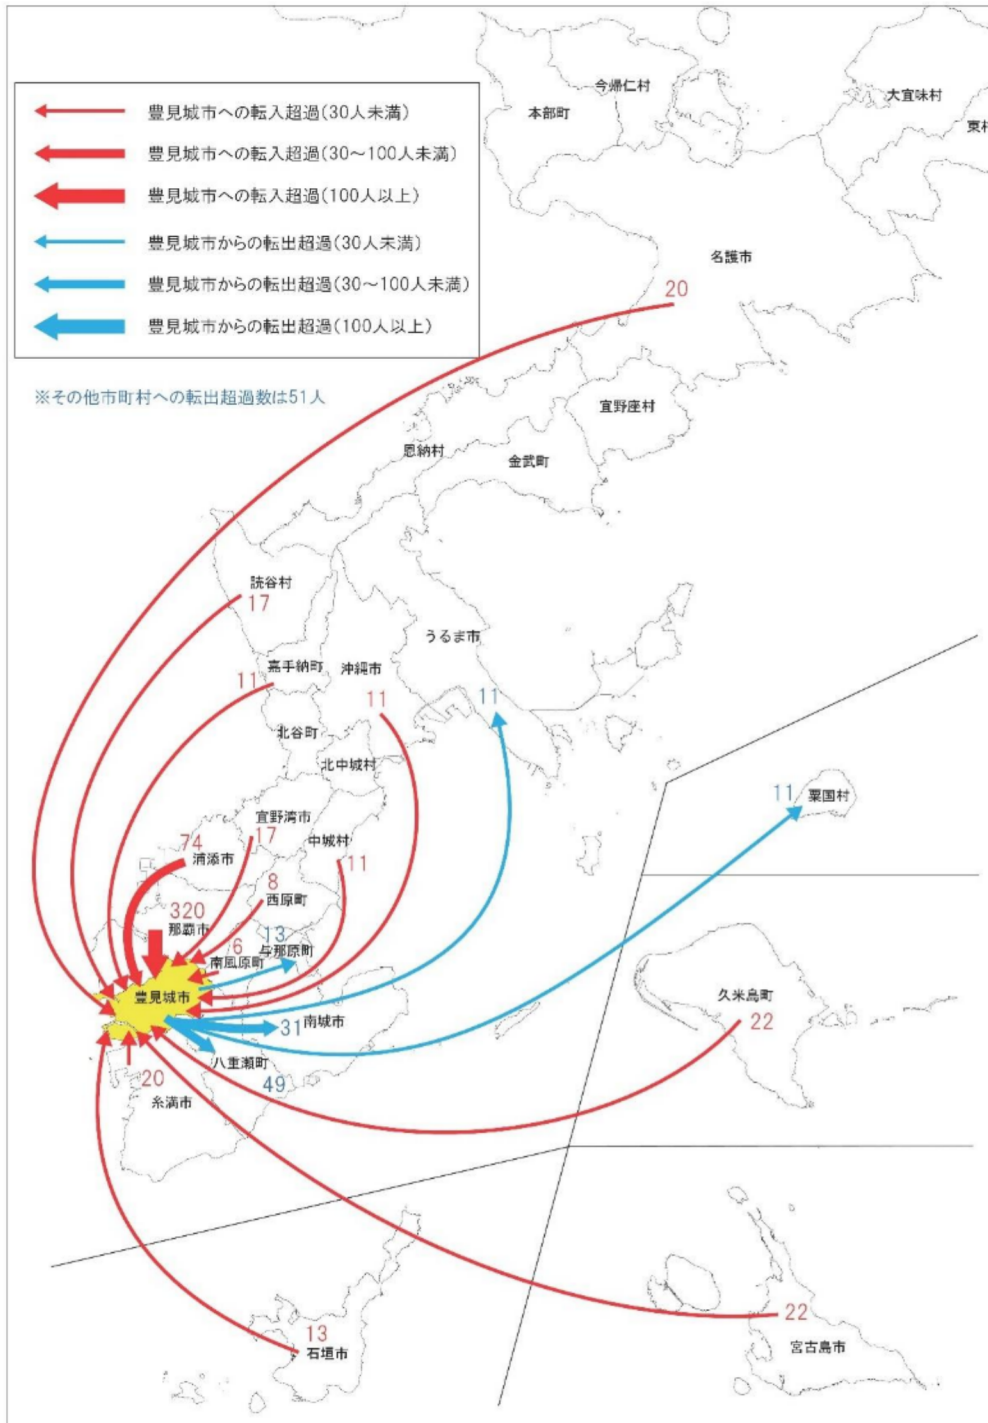 今帰仁村
本部町
大宜味村
東村
豊見城市への転入超過(30人未満)
豊見城市への転入超過(30～100人未満)
豊見城市への転入超過(100人以上)
豊見城市からの転出超過(30人未満)
豊見城市からの転出超過(30～100人未満)
豊見城市からの転出超過(100人以上)
名護市
20
※その他市町村への転出超過数は51人
宜野座村
恩納村
金武町
読谷村
17
うるま市
嘉手納町
沖縄市
11
11
11
北谷町
北中城村
粟国村
11
宜野湾市
17
中城村
11
74
浦添市
8
西原町
320
那覇市
13
与那原町
6
南風原町
豊見城市
久米島町
22
31
南城市
八重瀬町
49
20
糸満市
13
石垣市
22
宮古島市